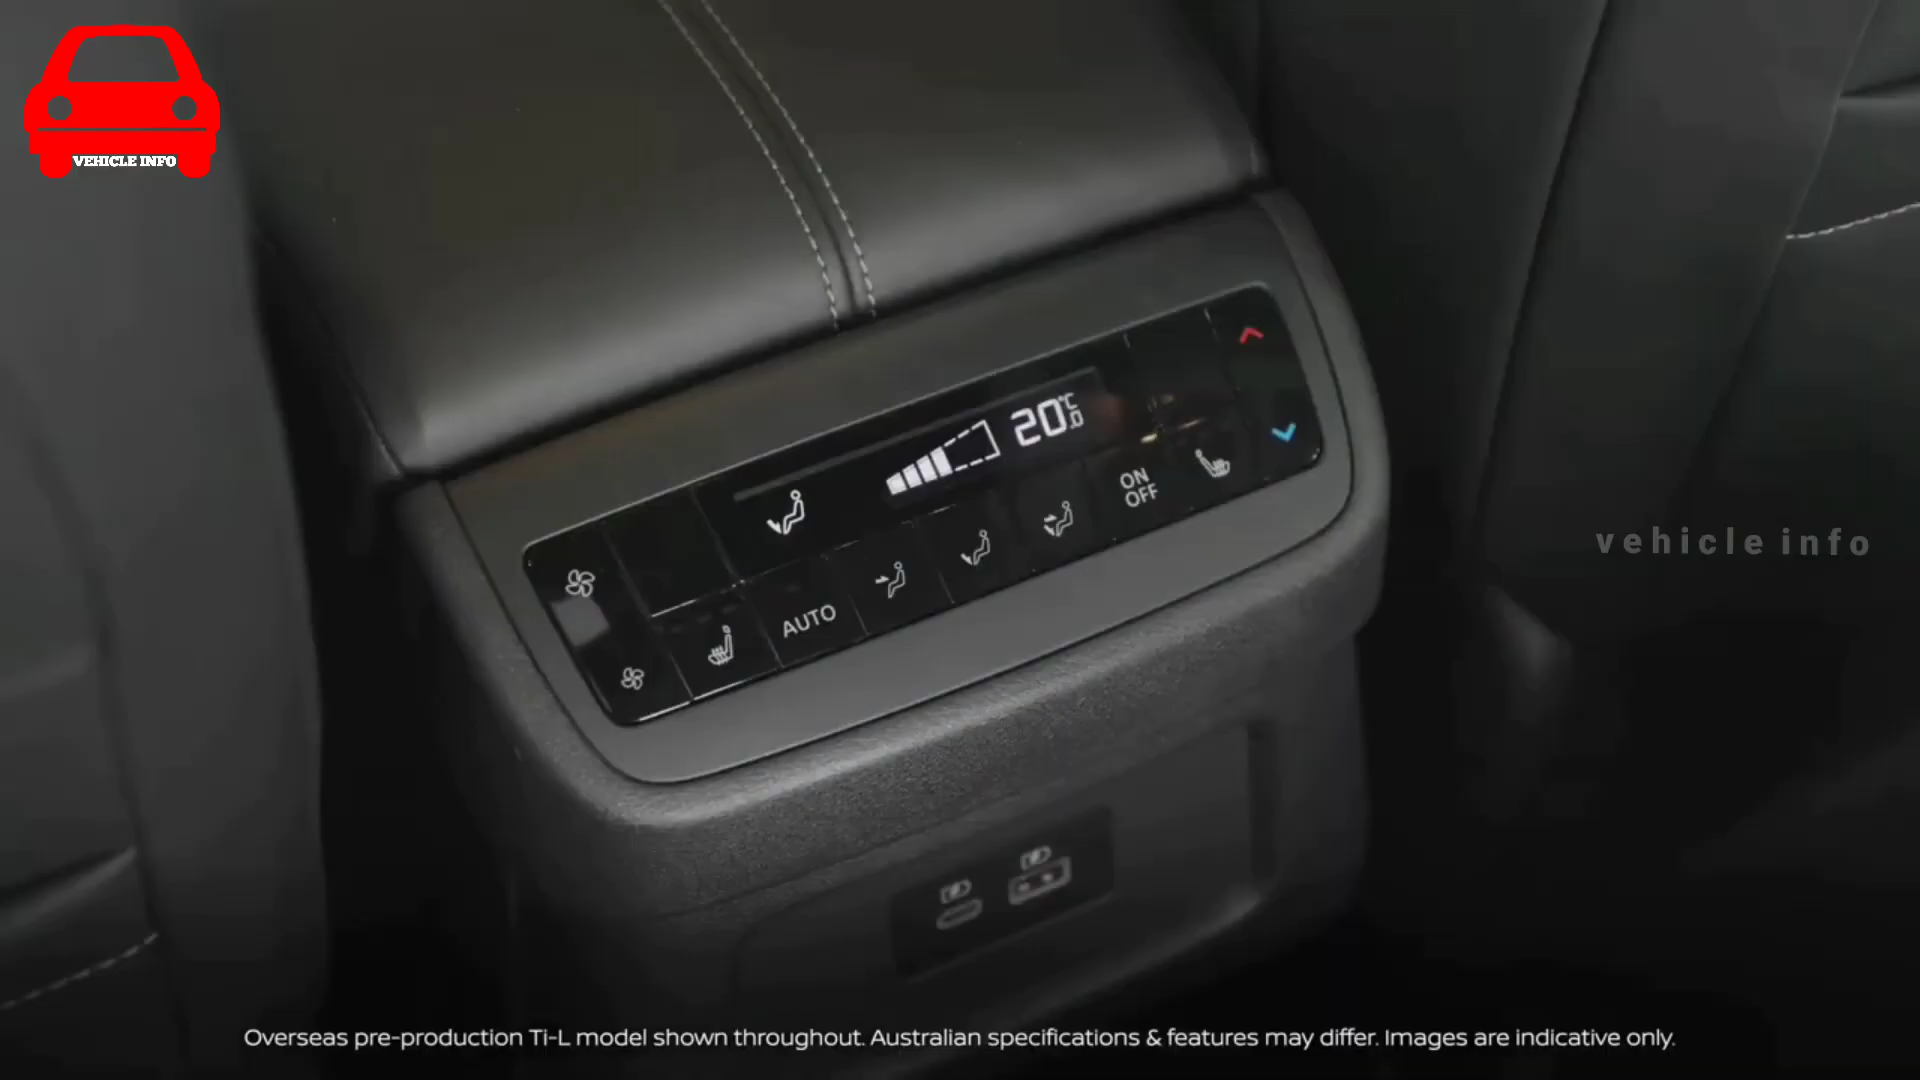 VEHICLE INFO
20.0°C
ON
OFF
AUTO
vehicle info
Overseas pre-production Ti-L model shown throughout. Australian specifications & features may differ. Images are indicative only.